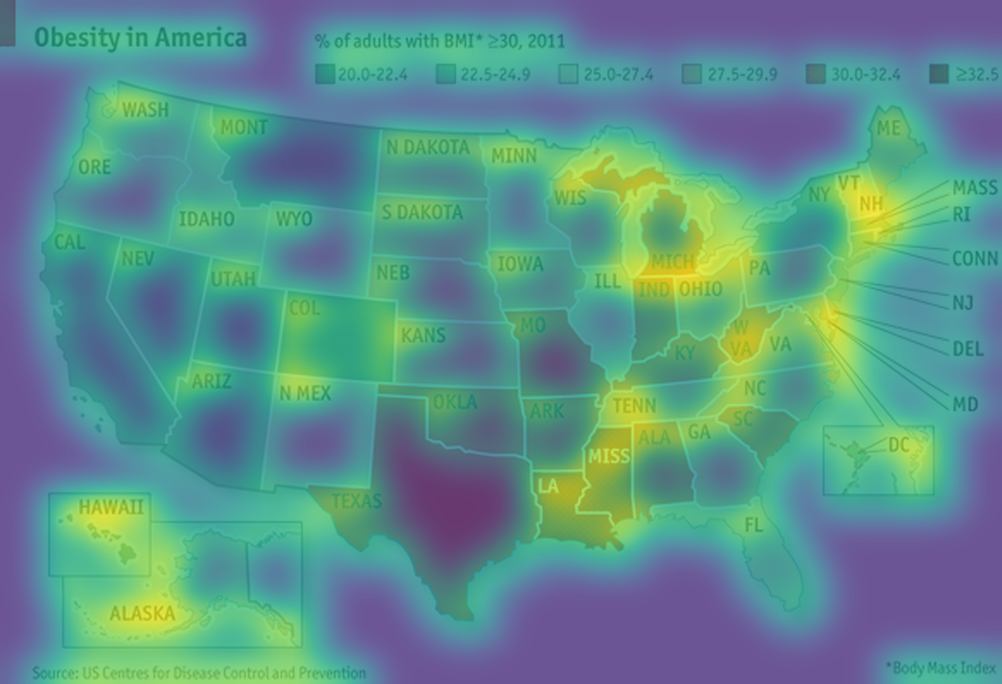 Obesity in America
% of adults with BMI* ≥30, 2011
20.0-22.4 22.5-24.9 25.0-27.4 27.5-29.9 30.0-32.4 ≥32.5
WASH
MONT
ME
N DAKOTA
MINN
ORE
VT
MASS
NY
WIS
NH
RI
IDAHO
WYO
S DAKOTA
CAL
NEV
CONN
MICH
PA
IOWA
NEB
UTAH
ILL
IND
OHIO
NJ
COL
MO
W
VA
KANS
VA
DEL
KY
ARIZ
N MEX
NC
MD
OKLA
ARK
TENN
SC
ALA
GA
DC
MISS
LA
TEXAS
HAWAII
FL
ALASKA
Source: US Centres for Disease Control and Prevention
*Body Mass Index